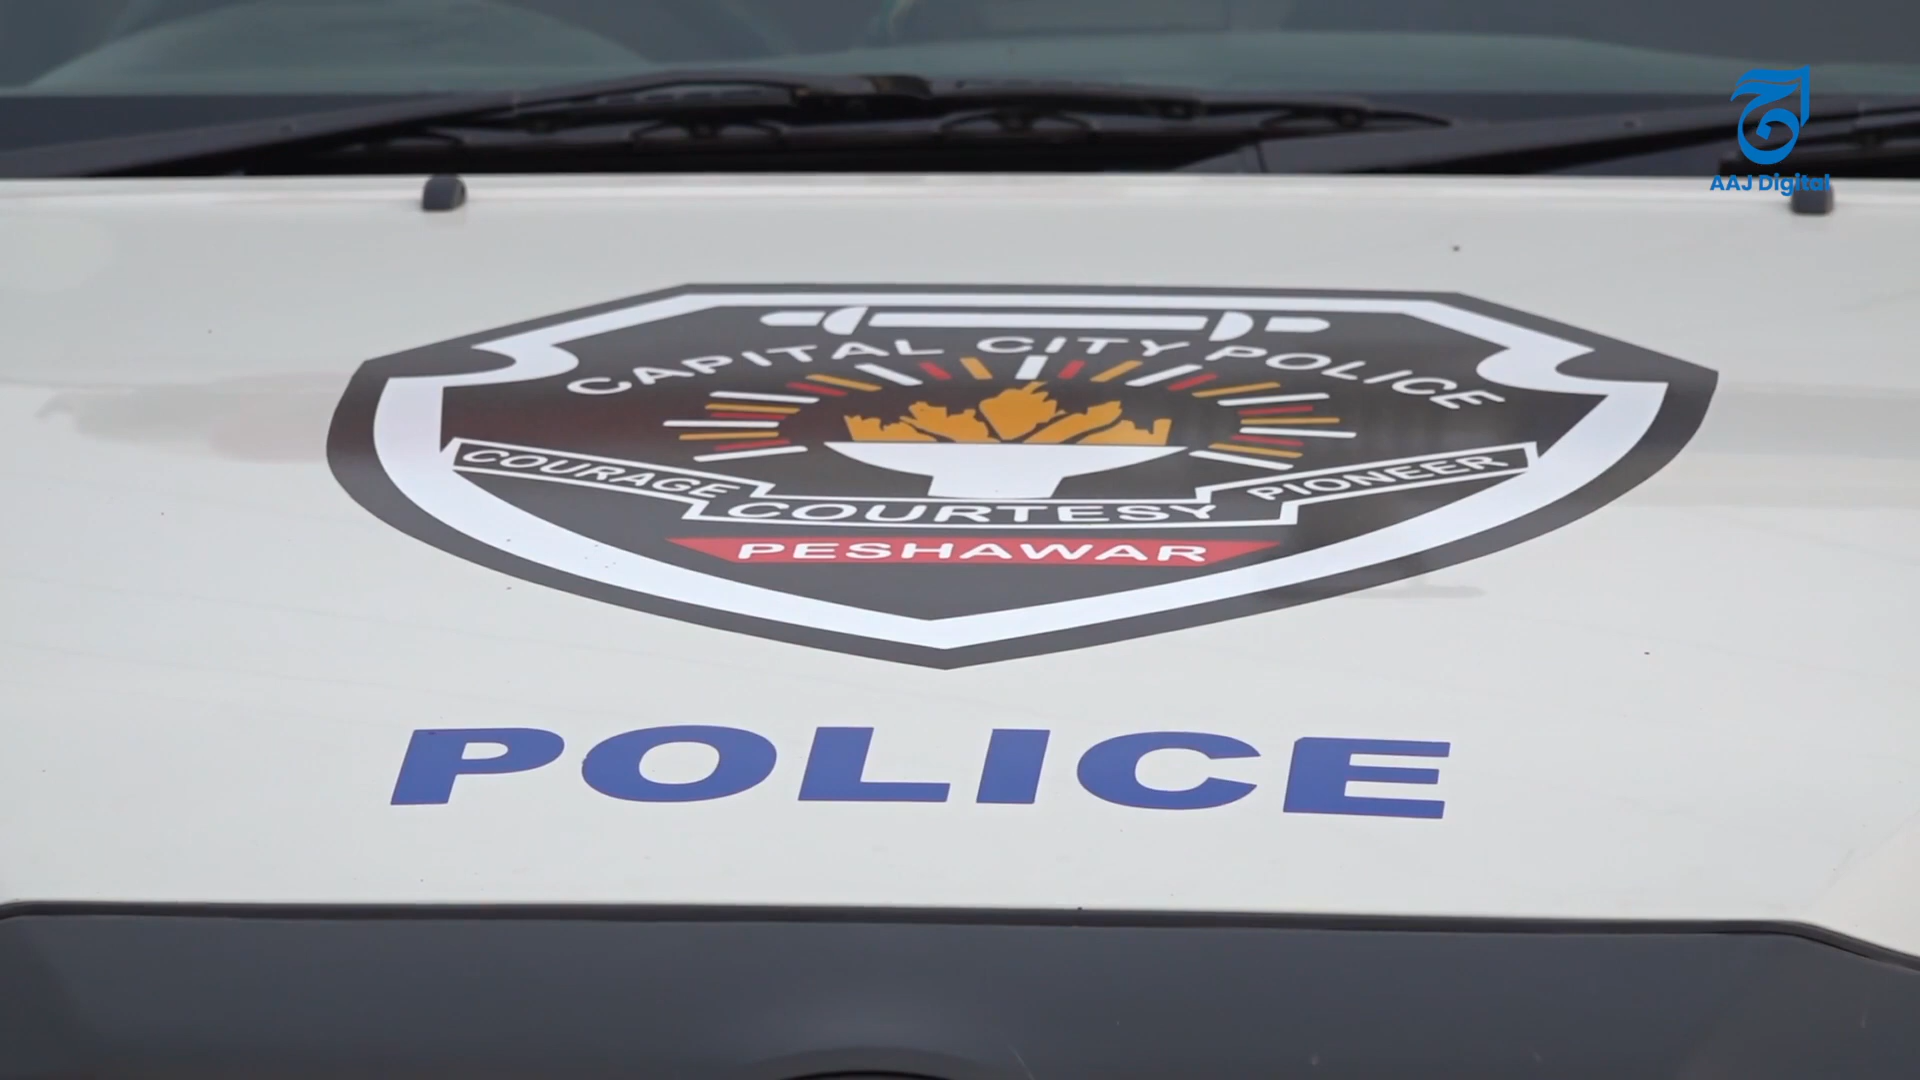 AAJ Digital
CAPITAL CITY POLICE
COURAGE COURTESY PIONEER
PESHAWAR
POLICE